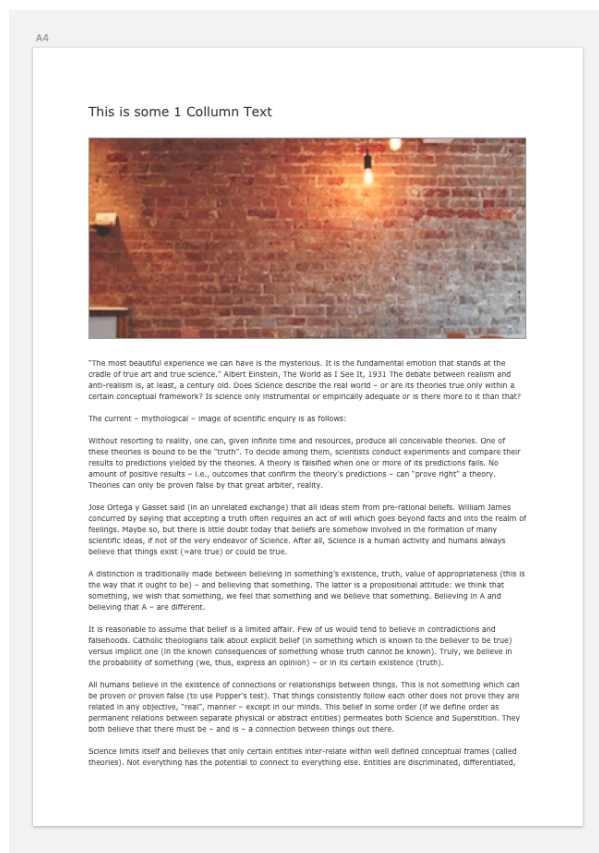 A4
This is some 1 Collumn Text
"The most beautiful experience we can have is the mysterious. It is the fundamental emotion that stands at the
cradle of true art and true science." Albert Einstein, The World as I See It, 1931 The debate between realism and
anti-realism is, at least, a century old. Does Science describe the real world – or are its theories true only within a
certain conceptual framework? Is science only instrumental or empirically adequate or is there more to it than that?
The current – mythological – image of scientific enquiry is as follows:
Without resorting to reality, one can, given infinite time and resources, produce all conceivable theories. One of
these theories is bound to be the "truth". To decide among them, scientists conduct experiments and compare their
results to predictions yielded by the theories. A theory is falsified when one or more of its predictions fails. No
amount of positive results – i.e., outcomes that confirm the theory's predictions – can "prove right" a theory.
Theories can only be proven false by that great arbiter, reality.
Jose Ortega y Gasset said (in an unrelated exchange) that all ideas stem from pre-rational beliefs. William James
concurred by saying that accepting a truth often requires an act of will which goes beyond facts and into the realm of
feelings. Maybe so, but there is little doubt today that beliefs are somehow involved in the formation of many
scientific ideas, if not of the very endeavor of Science. After all, Science is a human activity and humans always
believe that things exist (=are true) or could be true.
A distinction is traditionally made between believing in something's existence, truth, value of appropriateness (this is
the way that it ought to be) – and believing that something. The latter is a propositional attitude: we think that
something, we wish that something, we feel that something and we believe that something. Believing in A and
believing that A – are different.
It is reasonable to assume that belief is a limited affair. Few of us would tend to believe in contradictions and
falsehoods. Catholic theologians talk about explicit belief (in something which is known to the believer to be true)
versus implicit one (in the known consequences of something whose truth cannot be known). Truly, we believe in
the probability of something (we, thus, express an opinion) – or in its certain existence (truth).
All humans believe in the existence of connections or relationships between things. This is not something which can
be proven or proven false (to use Popper's test). That things consistently follow each other does not prove they are
related in any objective, "real", manner – except in our minds. This belief in some order (if we define order as
permanent relations between separate physical or abstract entities) permeates both Science and Superstition. They
both believe that there must be – and is – a connection between things out there.
Science limits itself and believes that only certain entities inter-relate within well defined conceptual frames (called
theories). Not everything has the potential to connect to everything else. Entities are discriminated, differentiated,